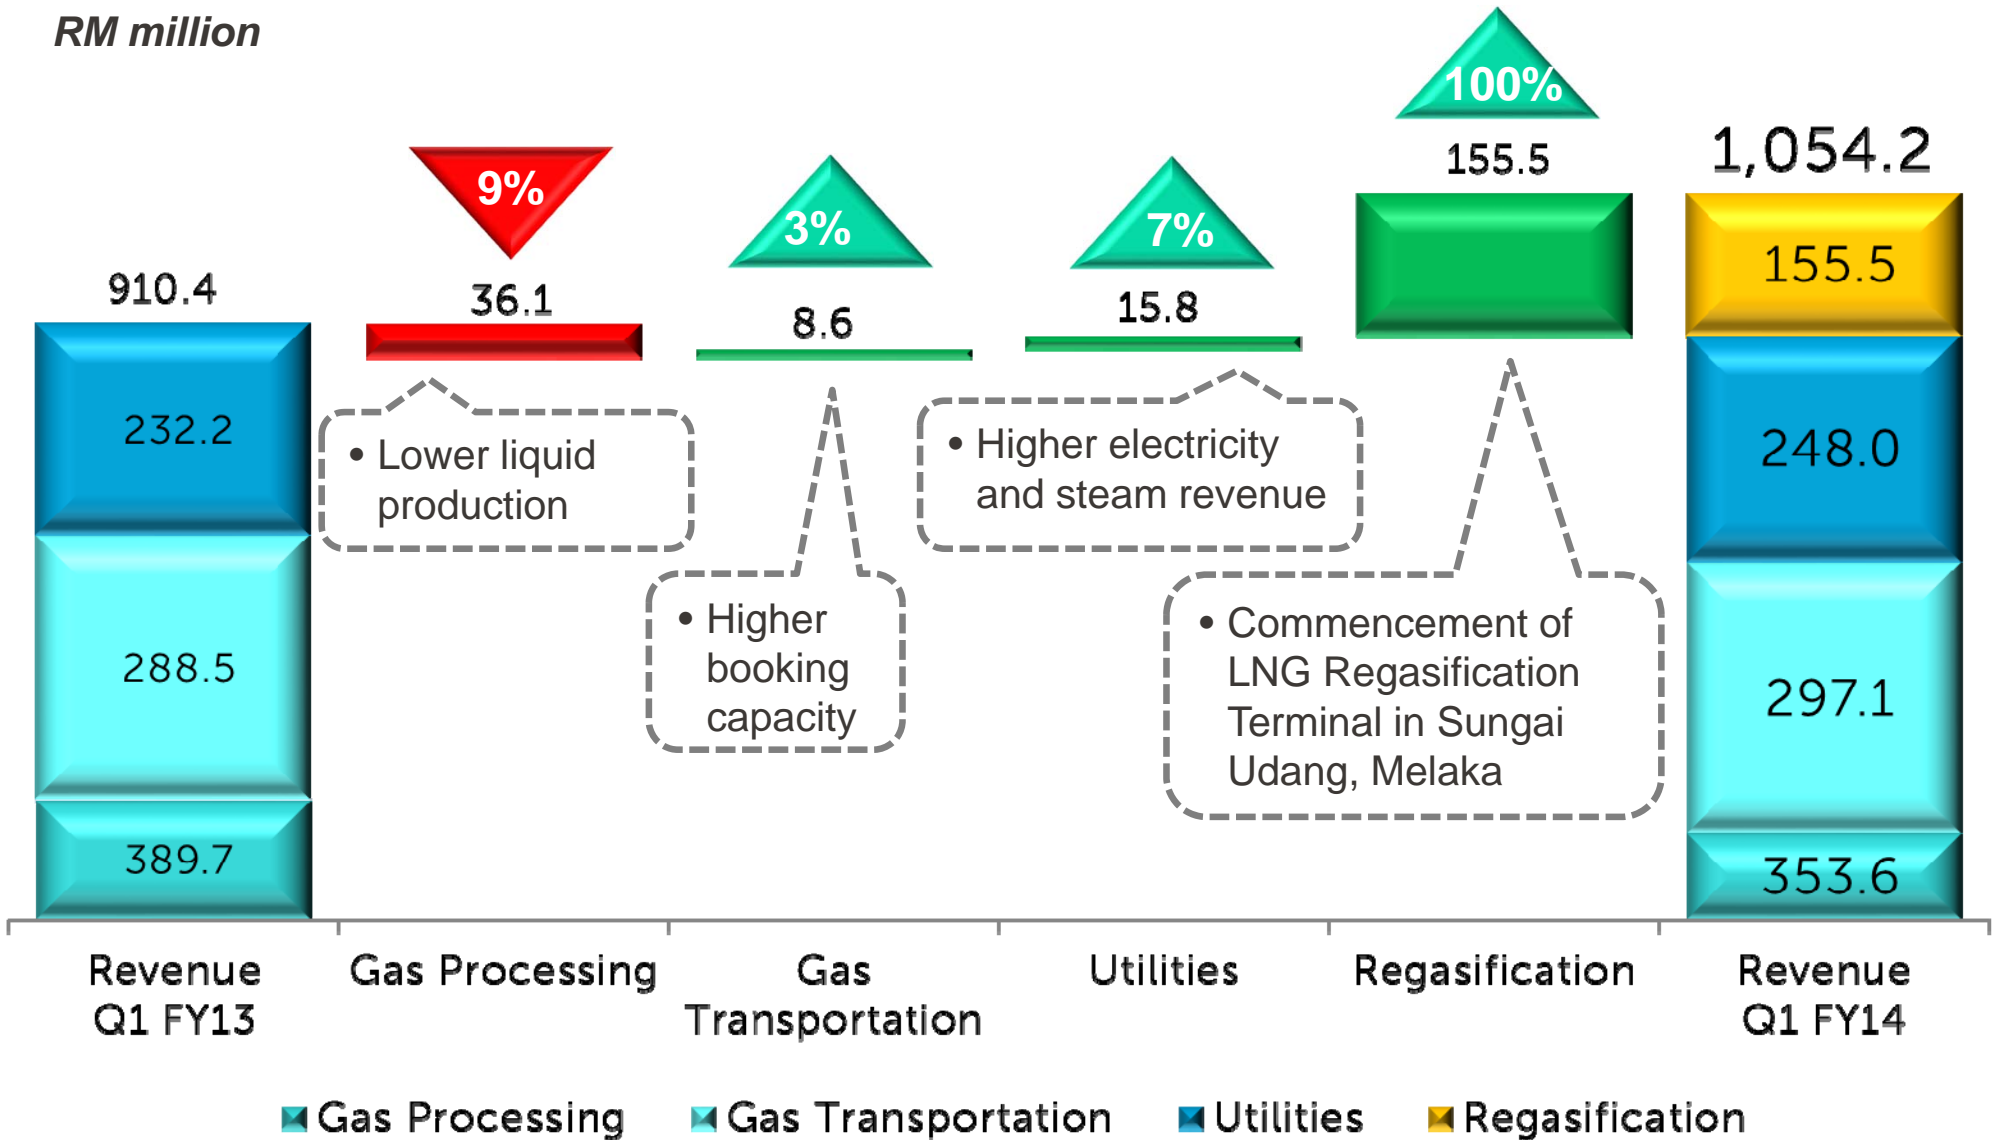 RM million
100%
155.5
1,054.2
9%
36.1
3%
8.6
7%
15.8
910.4
232.2
288.5
389.7
• Lower liquid
production
• Higher
booking
capacity
• Higher electricity
and steam revenue
• Commencement of
LNG Regasification
Terminal in Sungai
Udang, Melaka
155.5
248.0
297.1
353.6
Revenue
Q1 FY13
Gas Processing
Gas
Transportation
Utilities
Regasification
Revenue
Q1 FY14
Gas Processing
Gas Transportation
Utilities
Regasification